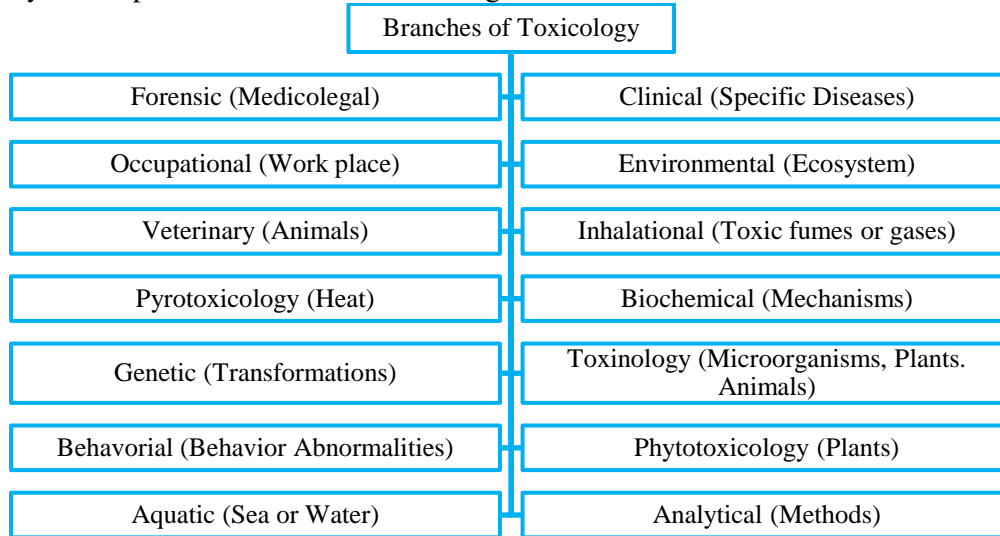 Branches of Toxicology
Forensic (Medicolegal)
Clinical (Specific Diseases)
Occupational (Work place)
Environmental (Ecosystem)
Veterinary (Animals)
Inhalational (Toxic fumes or gases)
Pyrotoxicology (Heat)
Biochemical (Mechanisms)
Genetic (Transformations)
Toxinology (Microorganisms, Plants.
Animals)
Behavorial (Behavior Abnormalities)
Phytotoxicology (Plants)
Aquatic (Sea or Water)
Analytical (Methods)